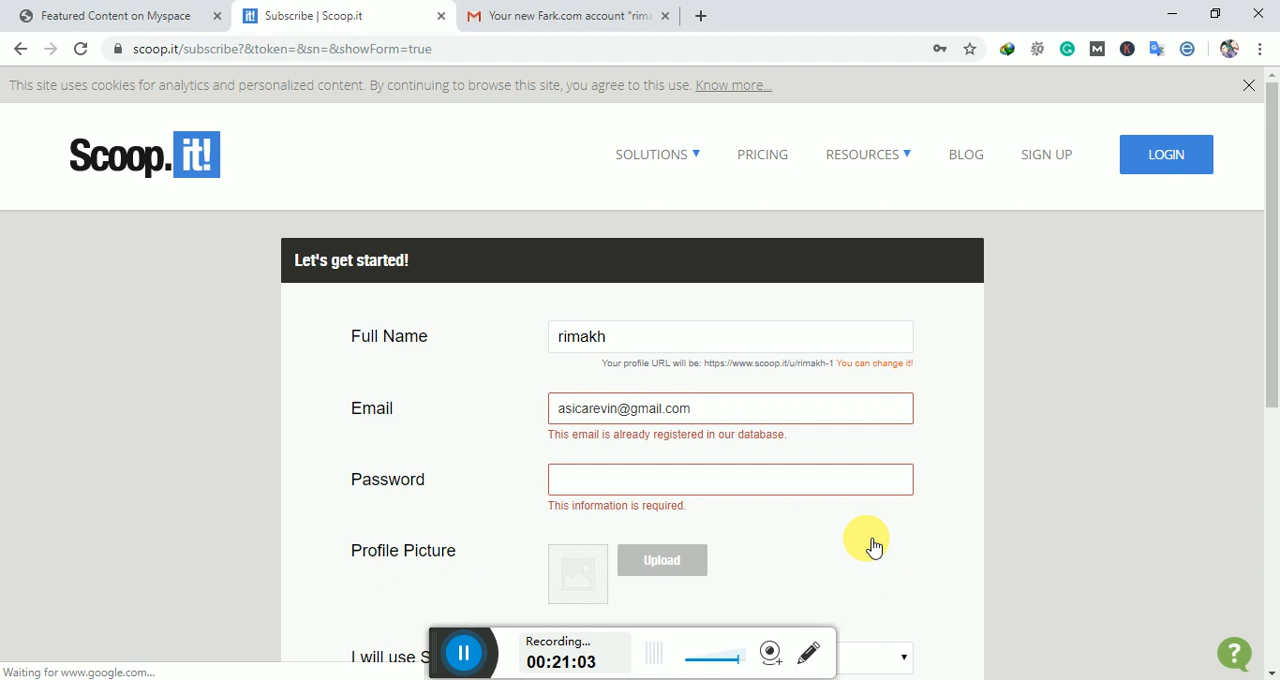 Featured Content on Myspace
Subscribe | Scoop.it
Your new Fark.com account "rima
scoop.it/subscribe?&token=&sn=&showForm=true
This site uses cookies for analytics and personalized content. By continuing to browse this site, you agree to this use. Know more...
Scoop.it!
SOLUTIONS
PRICING
RESOURCES
BLOG
SIGN UP
LOGIN
Let's get started!
Full Name
rimakh
Your profile URL will be: https://www.scoop.it/u/rimakh-1 You can change it!
Email
asicarevin@gmail.com
This email is already registered in our database.
Password
This information is required.
Profile Picture
Upload
I will use S
Recording...
00:21:03
Waiting for www.google.com...